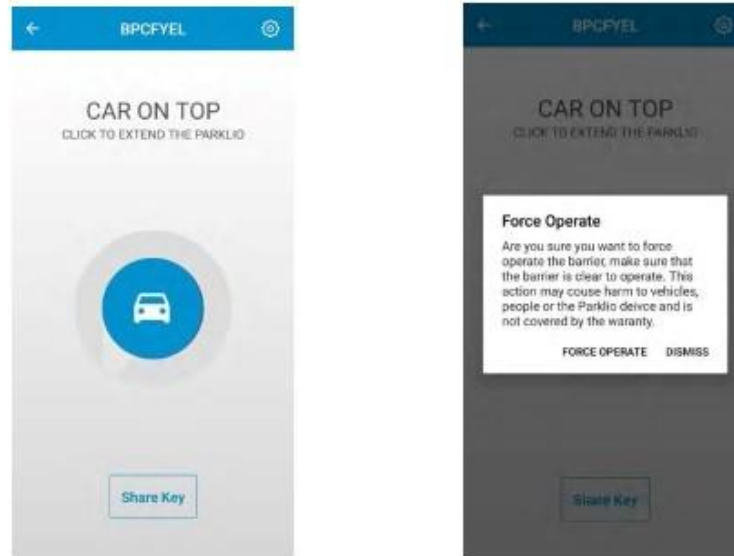 BPCFYEL
CAR ON TOP
CLICK TO EXTEND THE PARKLIO
Share Key
BPCFYEL
CAR ON TOP
CLICK TO EXTEND THE PARKLIO
Force Operate
Are you sure you want to force
operate the barrier, make sure that
the barrier is clear to operate. This
action may couse harm to vehicles,
people or the Parklio deivce and is
not covered by the waranty.
FORCE OPERATE DISMISS
Share Key